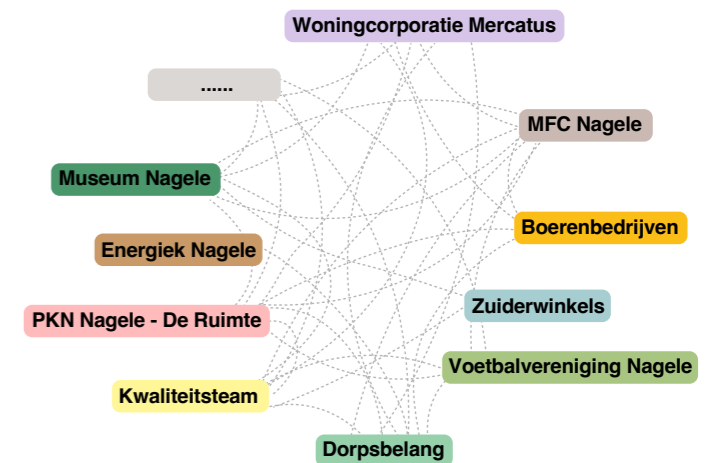 Woningcorporatie Mercatus
......
MFC Nagele
Museum Nagele
Boerenbedrijven
Energiek Nagele
Zuiderwinkels
PKN Nagele - De Ruimte
Voetbalvereniging Nagele
Kwaliteitsteam
Dorpsbelang